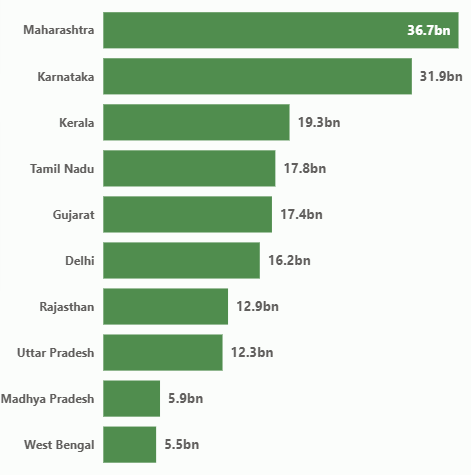 Maharashtra 36.7bn
Karnataka 31.9bn
Kerala 19.3bn
Tamil Nadu 17.8bn
Gujarat 17.4bn
Delhi 16.2bn
Rajasthan 12.9bn
Uttar Pradesh 12.3bn
Madhya Pradesh 5.9bn
West Bengal 5.5bn